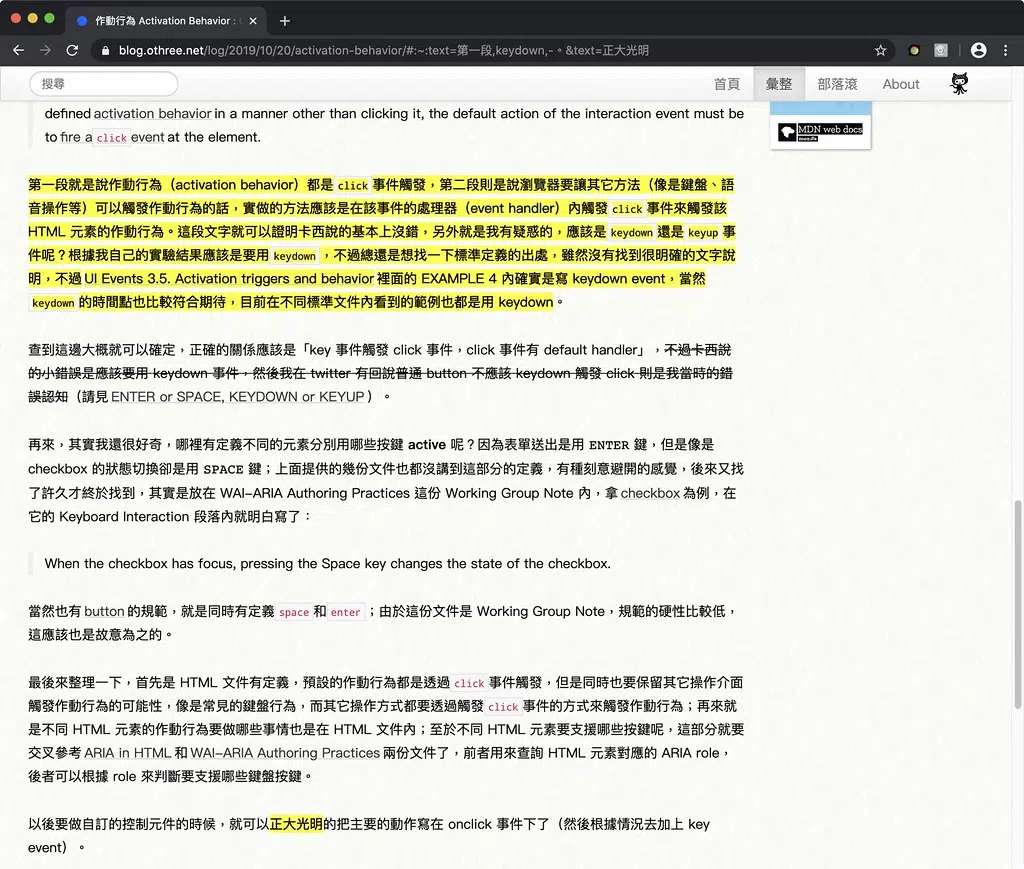 作動行為 Activation Behavior :
blog.othree.net/log/2019/10/20/activation-behavior/#:~:text=第一段,keydown,-。&text=正大光明
搜尋
首頁 彙整 部落滾 About
defined activation behavior in a manner other than clicking it, the default action of the interaction event must be
to fire a click event at the element.
MDN web docs
moz://a
第一段就是說作動行為（activation behavior）都是 click 事件觸發，第二段則是說瀏覽器要讓其它方法（像是鍵盤、語
音操作等）可以觸發作動行為的話，實做的方法應該是在該事件的處理器（event handler）內觸發 click 事件來觸發該
HTML 元素的作動行為。這段文字就可以證明卡西說的基本上沒錯，另外就是我有疑惑的，應該是 keydown 還是 keyup 事
件呢？根據我自己的實驗結果應該是要用 keydown ，不過總還是想找一下標準定義的出處，雖然沒有找到很明確的文字說
明，不過 UI Events 3.5. Activation triggers and behavior 裡面的 EXAMPLE 4 內確實是寫 keydown event，當然
keydown 的時間點也比較符合期待，目前在不同標準文件內看到的範例也都是用 keydown。
查到這邊大概就可以確定，正確的關係應該是「key 事件觸發 click 事件，click 事件有 default handler」，不過卡西說
的小錯誤是應該要用 keydown 事件，然後我在 twitter 有回說普通 button 不應該 keydown 觸發 click 則是我當時的錯
誤認知（請見 ENTER or SPACE, KEYDOWN or KEYUP）。
再來，其實我還很好奇，哪裡有定義不同的元素分別用哪些按鍵 active 呢？因為表單送出是用 ENTER 鍵，但是像是
checkbox 的狀態切換卻是用 SPACE 鍵；上面提供的幾份文件也都沒講到這部分的定義，有種刻意避開的感覺，後來又找
了許久才終於找到，其實是放在 WAI-ARIA Authoring Practices 這份 Working Group Note 內，拿 checkbox 為例，在
它的 Keyboard Interaction 段落內就明白寫了：
When the checkbox has focus, pressing the Space key changes the state of the checkbox.
當然也有 button 的規範，就是同時有定義 space 和 enter ；由於這份文件是 Working Group Note，規範的硬性比較低，
這應該也是故意為之的。
最後來整理一下，首先是 HTML 文件有定義，預設的作動行為都是透過 click 事件觸發，但是同時也要保留其它操作介面
觸發作動行為的可能性，像是常見的鍵盤行為，而其它操作方式都要透過觸發 click 事件的方式來觸發作動行為；再來就
是不同 HTML 元素的作動行為要做哪些事情也是在 HTML 文件內；至於不同 HTML 元素要支援哪些按鍵呢，這部分就要
交叉參考 ARIA in HTML 和 WAI-ARIA Authoring Practices 兩份文件了，前者用來查詢 HTML 元素對應的 ARIA role，
後者可以根據 role 來判斷要支援哪些鍵盤按鍵。
以後要做自訂的控制元件的時候，就可以正大光明的把主要的動作寫在 onclick 事件下了（然後根據情況去加上 key
event）。